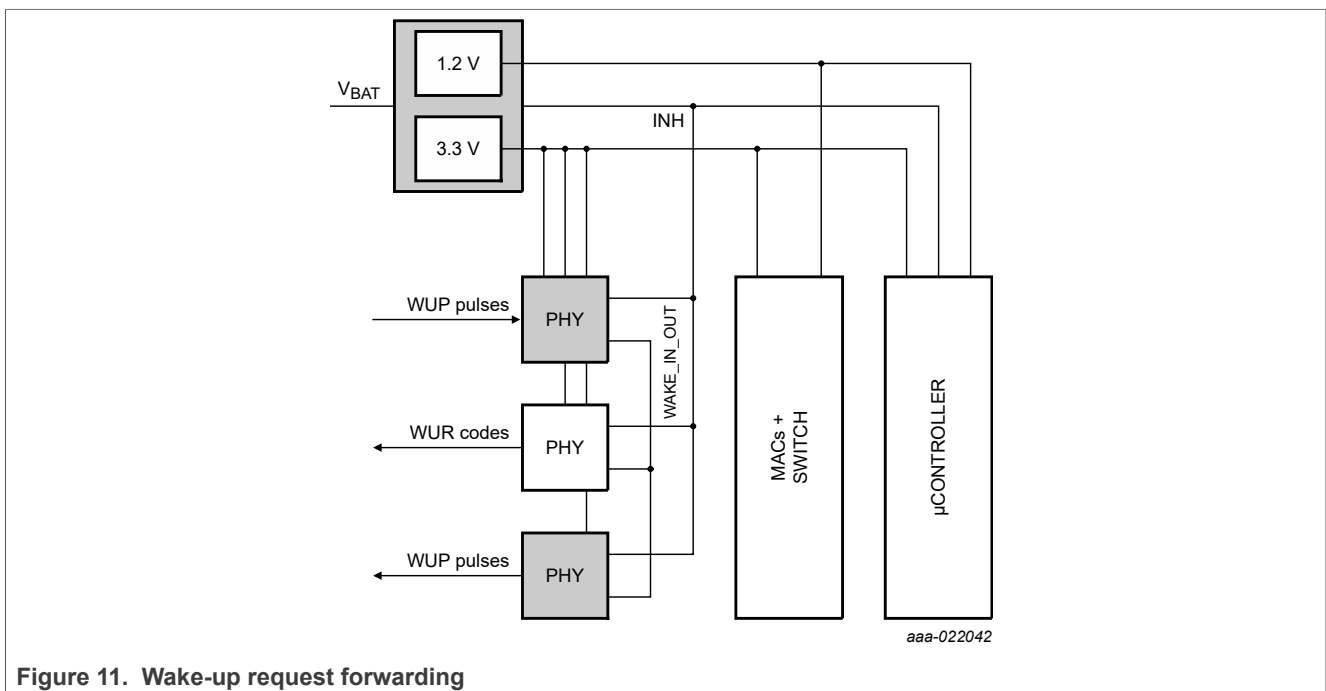 1.2 V
V_BAT
INH
3.3 V
WUP pulses
PHY
WAKE_IN_OUT
WUR codes
PHY
MACs +
SWITCH
µCONTROLLER
WUP pulses
PHY
aaa-022042
Figure 11. Wake-up request forwarding